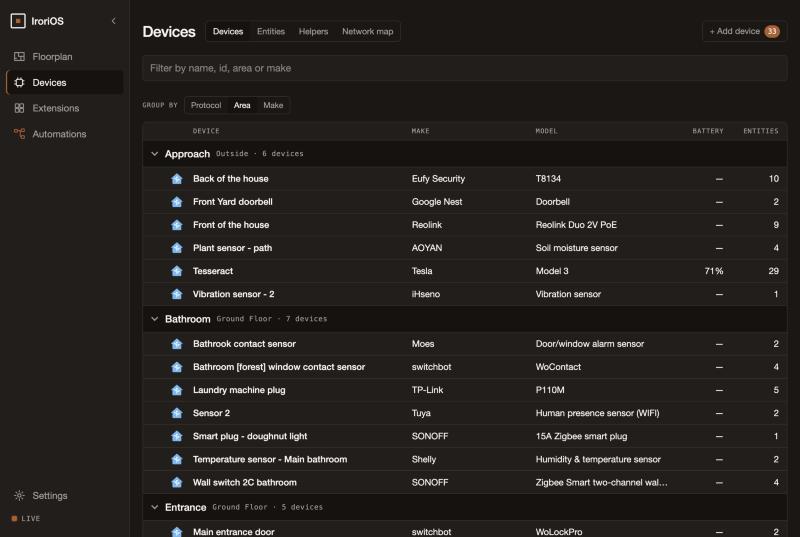 IroriOS
Floorplan
Devices
Extensions
Automations
Settings
LIVE
Devices
Devices Entities Helpers Network map
+ Add device 33
Filter by name, id, area or make
GROUP BY Protocol Area Make
DEVICE MAKE MODEL BATTERY ENTITIES
Approach Outside · 6 devices
Back of the house Eufy Security T8134 — 10
Front Yard doorbell Google Nest Doorbell — 2
Front of the house Reolink Reolink Duo 2V PoE — 9
Plant sensor - path AOYAN Soil moisture sensor — 4
Tesseract Tesla Model 3 71% 29
Vibration sensor - 2 iHseno Vibration sensor — 1
Bathroom Ground Floor · 7 devices
Bathrook contact sensor Moes Door/window alarm sensor — 2
Bathroom [forest] window contact sensor switchbot WoContact — 4
Laundry machine plug TP-Link P110M — 5
Sensor 2 Tuya Human presence sensor (WIFI) — 2
Smart plug - doughnut light SONOFF 15A Zigbee smart plug — 1
Temperature sensor - Main bathroom Shelly Humidity & temperature sensor — 2
Wall switch 2C bathroom SONOFF Zigbee Smart two-channel wal… — 4
Entrance Ground Floor · 5 devices
Main entrance door switchbot WoLockPro — 2